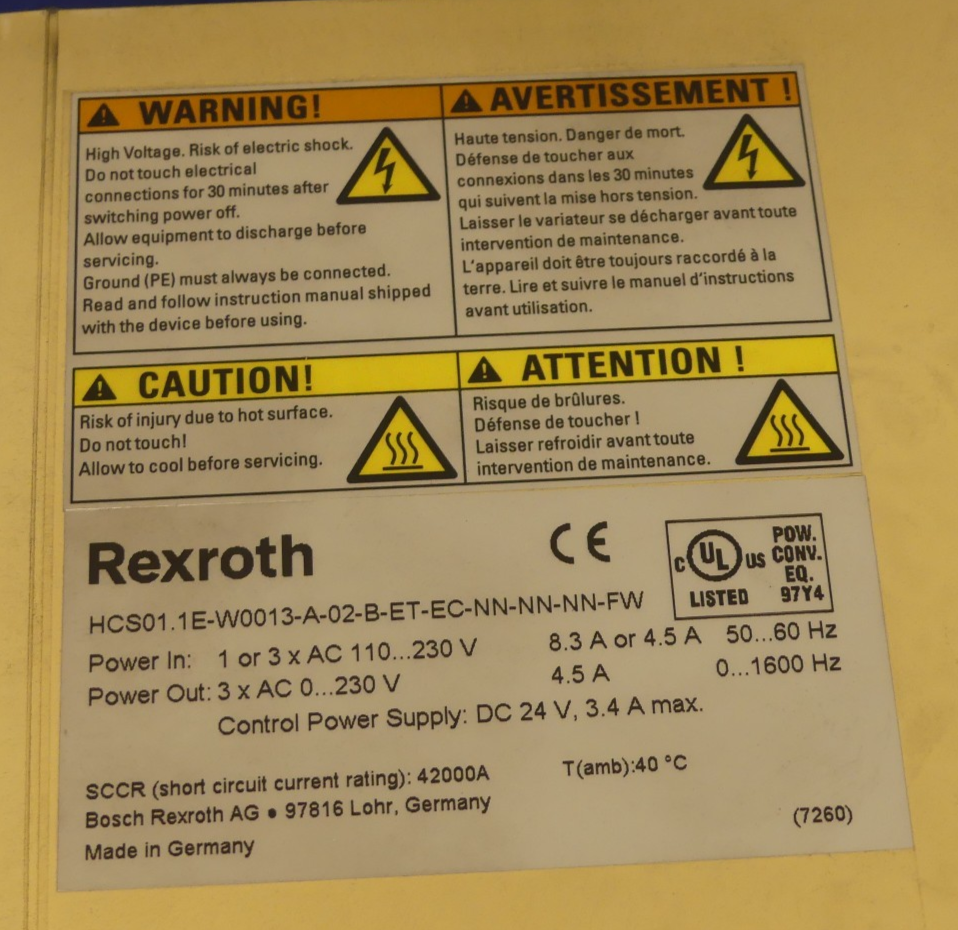 WARNING!
High Voltage. Risk of electric shock.
Do not touch electrical
connections for 30 minutes after
switching power off.
Allow equipment to discharge before
servicing.
Ground (PE) must always be connected.
Read and follow instruction manual shipped
with the device before using.
AVERTISSEMENT !
Haute tension. Danger de mort.
Défense de toucher aux
connexions dans les 30 minutes
qui suivent la mise hors tension.
Laisser le variateur se décharger avant toute
intervention de maintenance.
L'appareil doit être toujours raccordé à la
terre. Lire et suivre le manuel d'instructions
avant utilisation.
CAUTION!
Risk of injury due to hot surface.
Do not touch!
Allow to cool before servicing.
ATTENTION !
Risque de brûlures.
Défense de toucher !
Laisser refroidir avant toute
intervention de maintenance.
Rexroth
CE
C UL US
LISTED
POW.
CONV.
EQ.
97Y4
HCS01.1E-W0013-A-02-B-ET-EC-NN-NN-NN-FW
Power In: 1 or 3 x AC 110...230 V 8.3 A or 4.5 A 50...60 Hz
Power Out: 3 x AC 0...230 V 4.5 A 0...1600 Hz
Control Power Supply: DC 24 V, 3.4 A max.
SCCR (short circuit current rating): 42000A T(amb):40 °C
Bosch Rexroth AG • 97816 Lohr, Germany
(7260)
Made in Germany